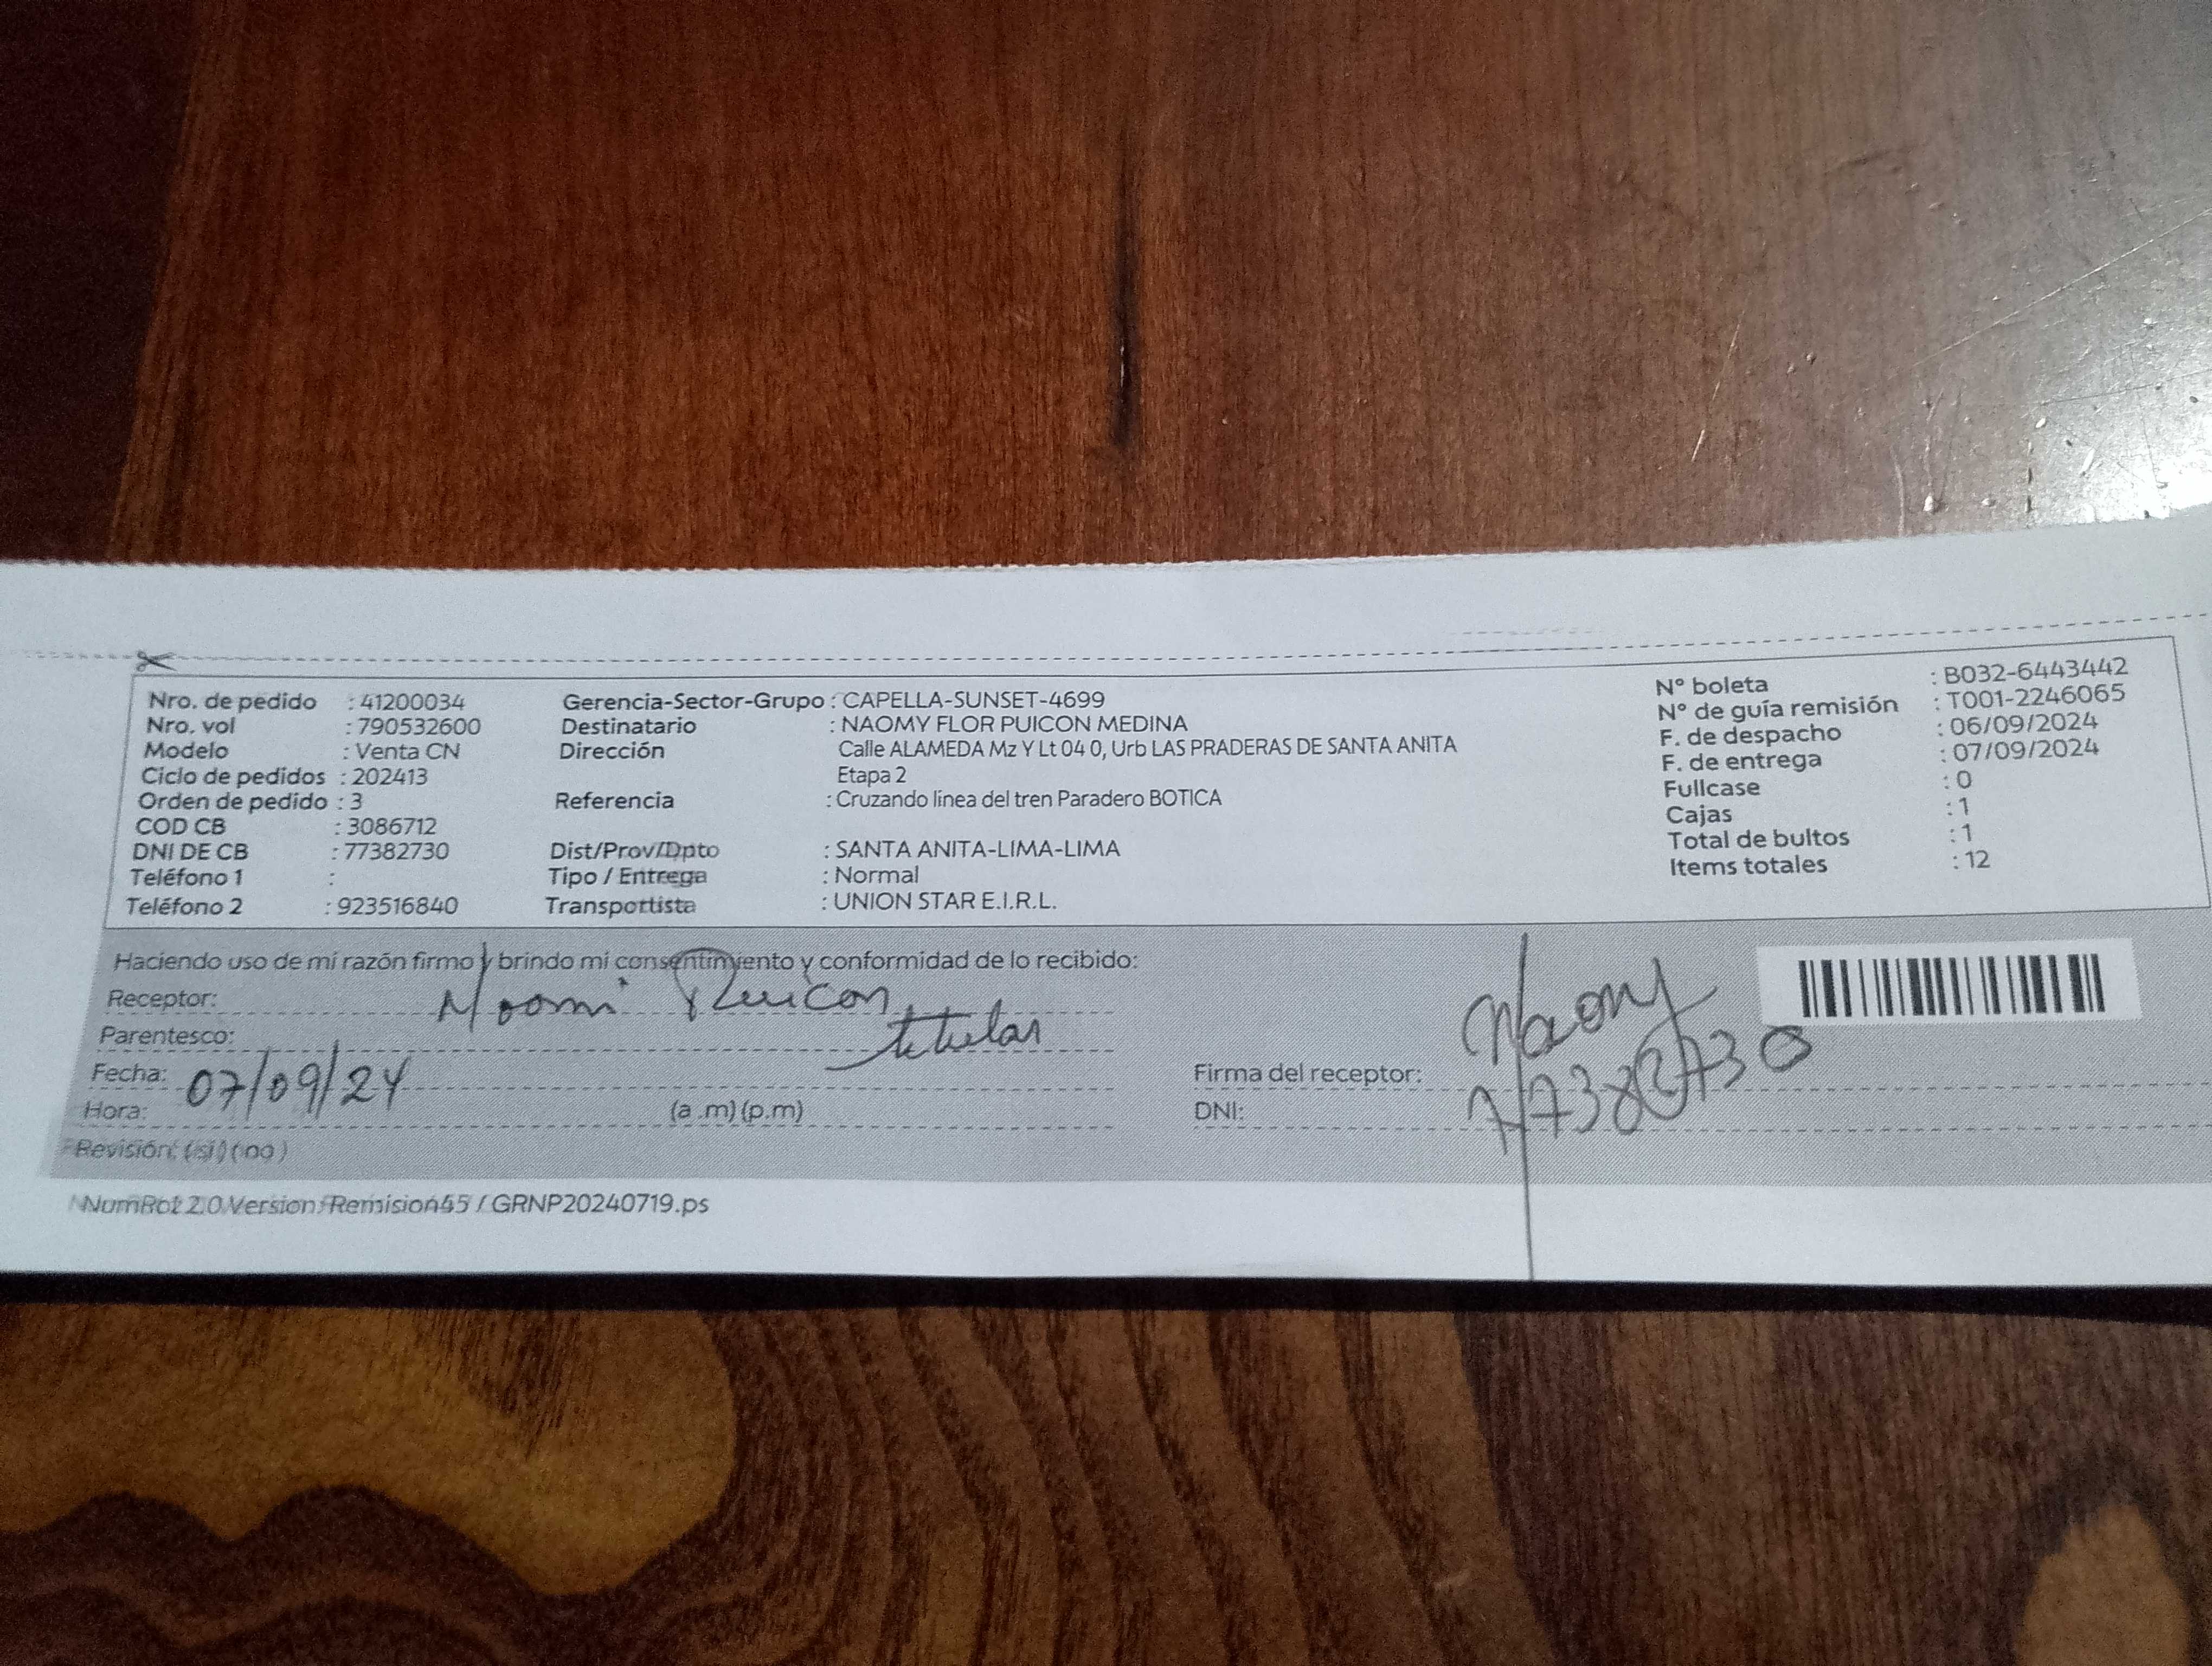 Nro. de pedido : 41200034
Nro. vol : 790532600
Modelo : Venta CN
Ciclo de pedidos : 202413
Orden de pedido : 3
COD CB : 3086712
DNI DE CB : 77382730
Teléfono 1 :
Teléfono 2 : 923516840
Gerencia-Sector-Grupo : CAPELLA-SUNSET-4699
Destinatario : NAOMY FLOR PUICON MEDINA
Dirección Calle ALAMEDA Mz Y Lt 04 0, Urb LAS PRADERAS DE SANTA ANITA
Etapa 2
Referencia : Cruzando linea del tren Paradero BOTICA
Dist/Prov/Dpto : SANTA ANITA-LIMA-LIMA
Tipo / Entrega : Normal
Transportista : UNION STAR E.I.R.L.
N° boleta : B032-6443442
N° de guía remisión : T001-2246065
F. de despacho : 06/09/2024
F. de entrega : 07/09/2024
Fullcase : 0
Cajas : 1
Total de bultos : 1
Items totales : 12
Haciendo uso de mi razón firmo y brindo mi consentimiento y conformidad de lo recibido:
Receptor: Naomi Puicon
Parentesco: titular
Fecha: 07/09/24
Hora: (a .m) (p.m)
Revisión: (si) (no)
Firma del receptor: Naomy
DNI: 77382730
NumRot 2.0 Version: Remision45 / GRNP20240719.ps